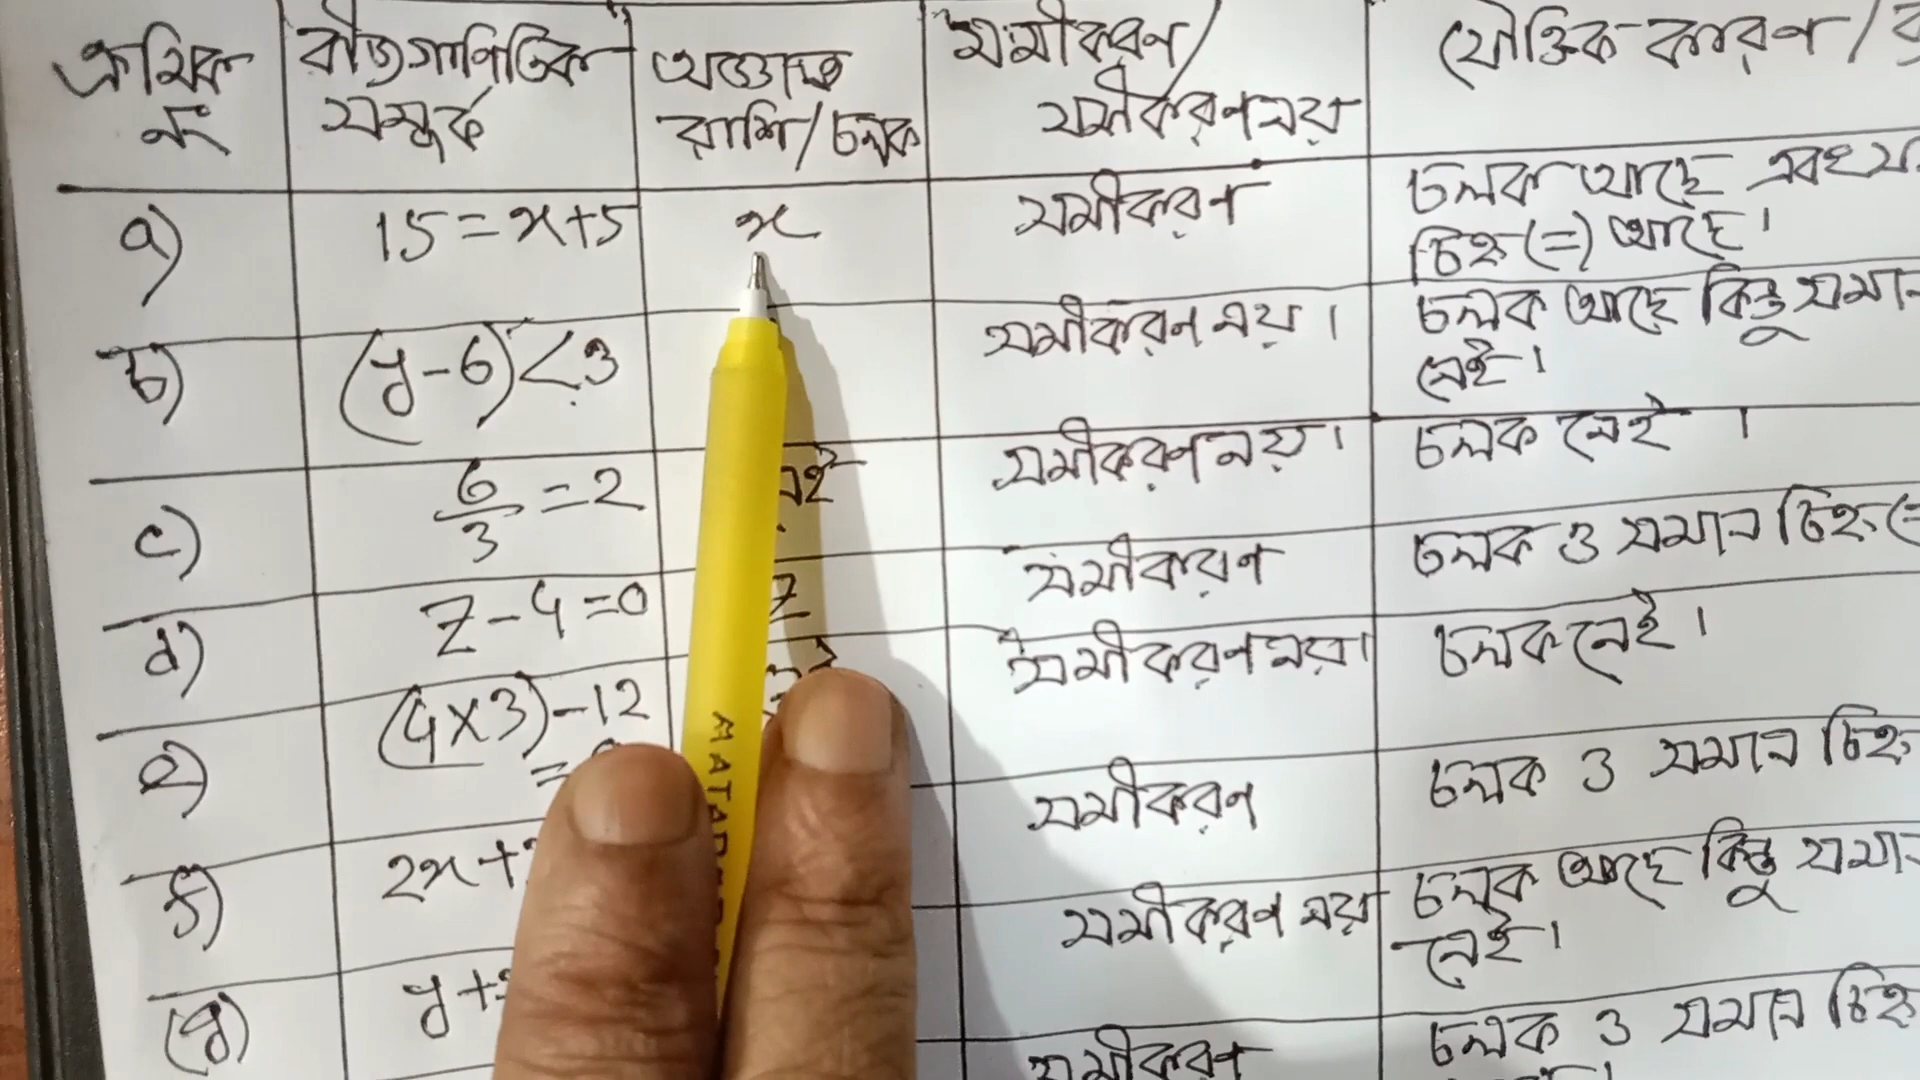 ক্রমিক নং
বীজগাণিতিক সম্পর্ক
অজ্ঞাত রাশি/চলক
সমীকরণ/ সমীকরণ নয়
যৌক্তিক কারণ/
a) 15=x+5 x সমীকরণ চলক আছে এবং
চিহ্ন (=) আছে।
b) (y-6)<3 সমীকরণ নয়। চলক আছে কিন্তু
নেই।
c) 6/3=2 সমীকরণ নয়। চলক নেই।
d) z-4=0 z সমীকরণ চলক ও সমান চিহ্ন (=
e) (4×3)-12 সমীকরণ নয়। চলক নেই।
=
f) 2x+ সমীকরণ চলক ও সমান চিহ্ন
(g) y+ সমীকরণ নয় চলক আছে কিন্তু
নেই।
সমীকরণ চলক ও সমান চিহ্ন
MATADOR